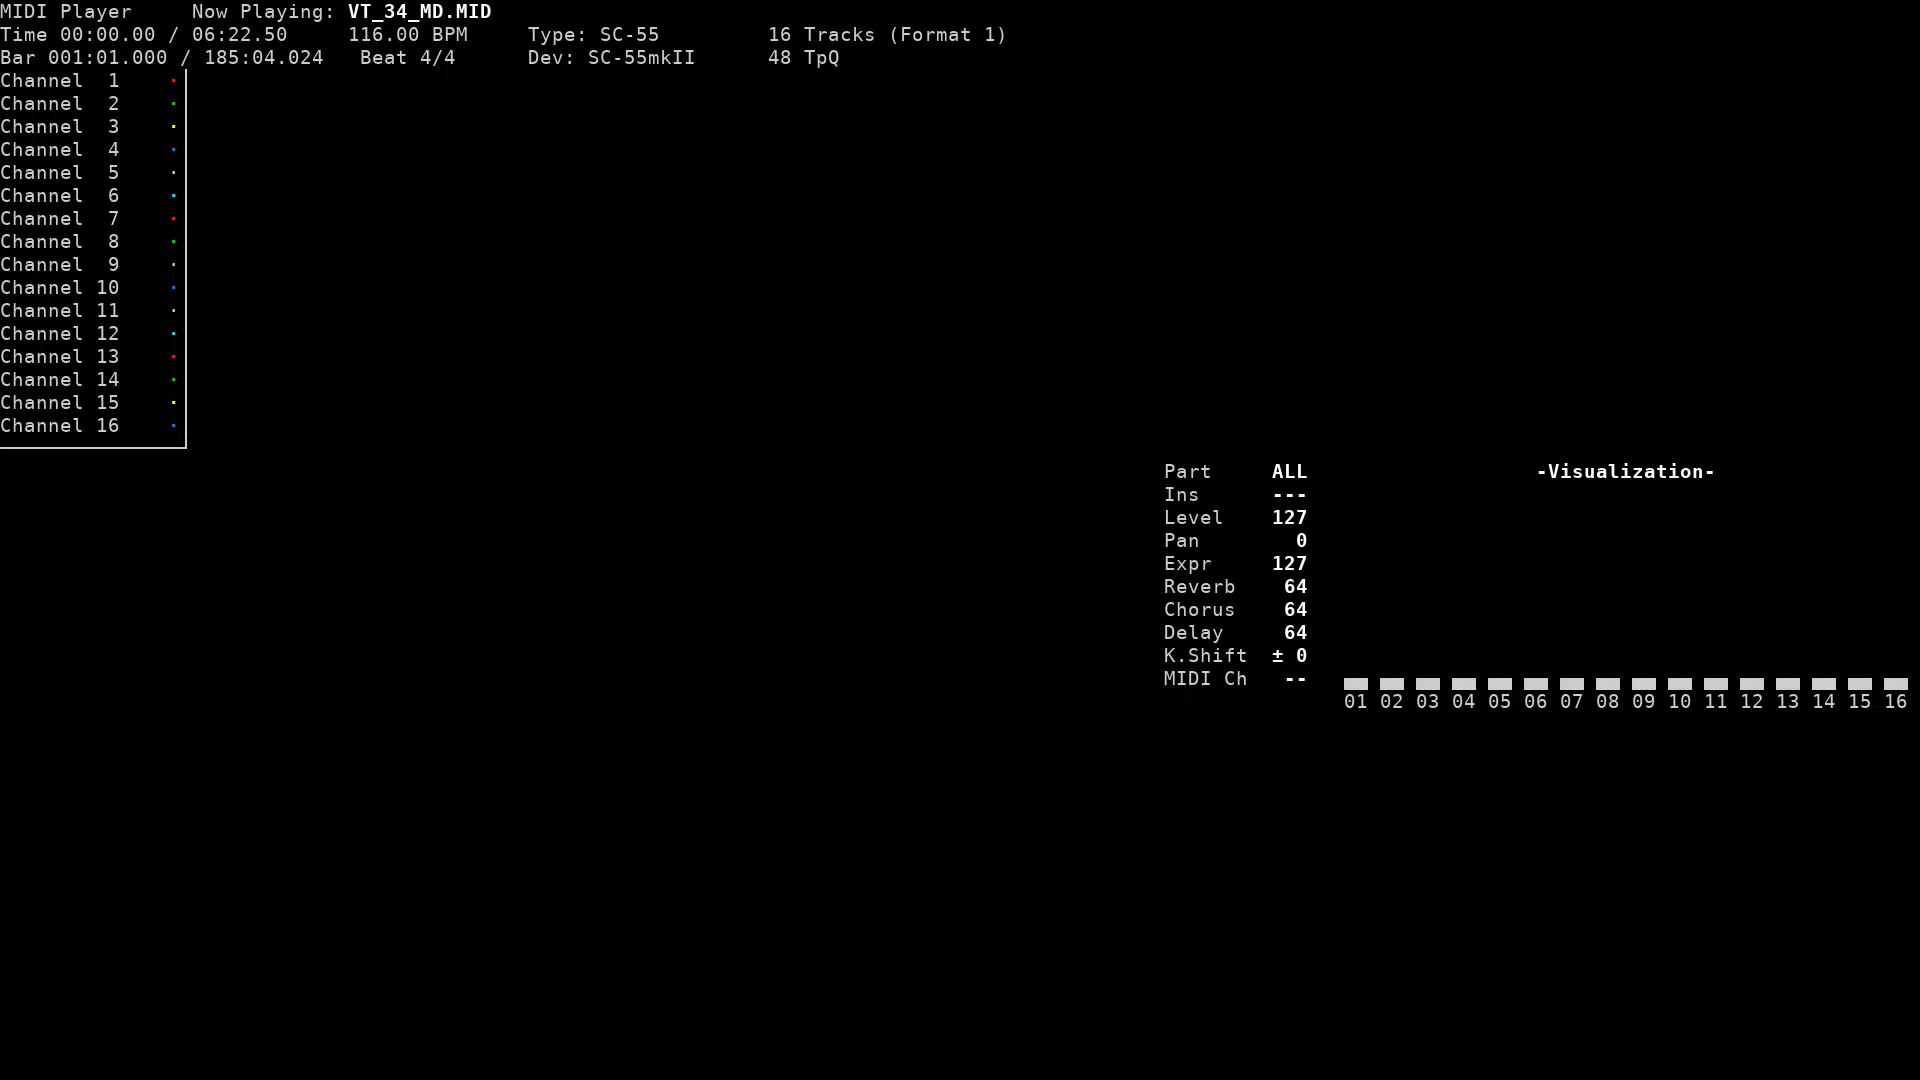 MIDI Player     Now Playing: VT_34_MD.MID
Time 00:00.00 / 06:22.50     116.00 BPM     Type: SC-55     16 Tracks (Format 1)
Bar 001:01.000 / 185:04.024   Beat 4/4      Dev: SC-55mkII      48 TpQ
Channel  1
Channel  2
Channel  3
Channel  4
Channel  5
Channel  6
Channel  7
Channel  8
Channel  9
Channel 10
Channel 11
Channel 12
Channel 13
Channel 14
Channel 15
Channel 16
Part     ALL     -Visualization-
Ins      ---
Level    127
Pan        0
Expr     127
Reverb    64
Chorus    64
Delay     64
K.Shift  ± 0
MIDI Ch   --
01 02 03 04 05 06 07 08 09 10 11 12 13 14 15 16